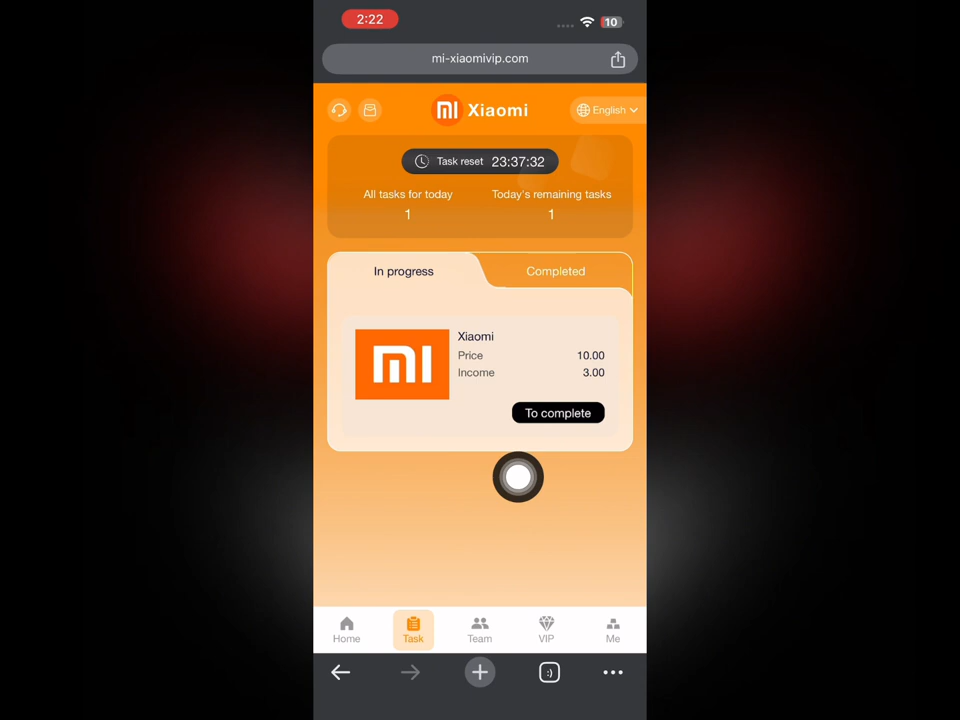 2:22
10
mi-xiaomivip.com
mi Xiaomi
English
Task reset 23:37:32
All tasks for today
Today's remaining tasks
1
1
In progress
Completed
mi
Xiaomi
Price 10.00
Income 3.00
To complete
Home
Task
Team
VIP
Me
:)